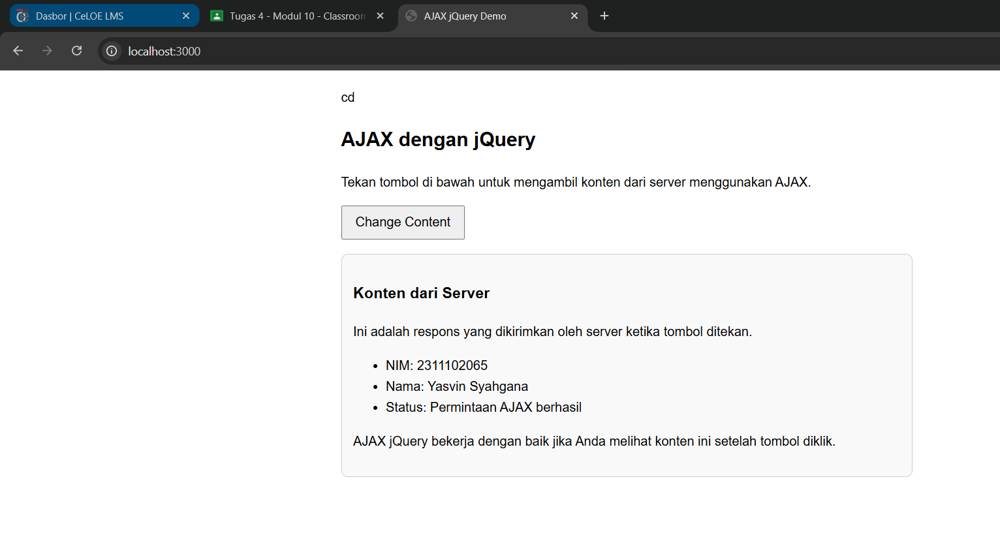 Dasbor | CeLOE LMS
Tugas 4 - Modul 10 - Classroom
AJAX jQuery Demo
localhost:3000
cd
AJAX dengan jQuery
Tekan tombol di bawah untuk mengambil konten dari server menggunakan AJAX.
Change Content
Konten dari Server
Ini adalah respons yang dikirimkan oleh server ketika tombol ditekan.
• NIM: 2311102065
• Nama: Yasvin Syahgana
• Status: Permintaan AJAX berhasil
AJAX jQuery bekerja dengan baik jika Anda melihat konten ini setelah tombol diklik.